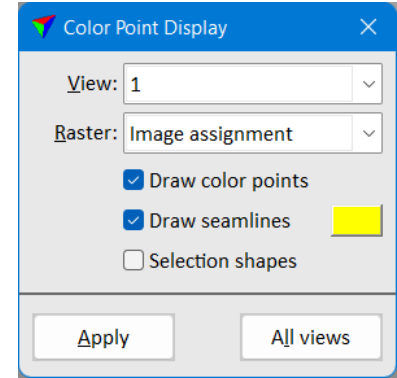 Color Point Display
View: 1
Raster: Image assignment
Draw color points
Draw seamlines
Selection shapes
Apply All views